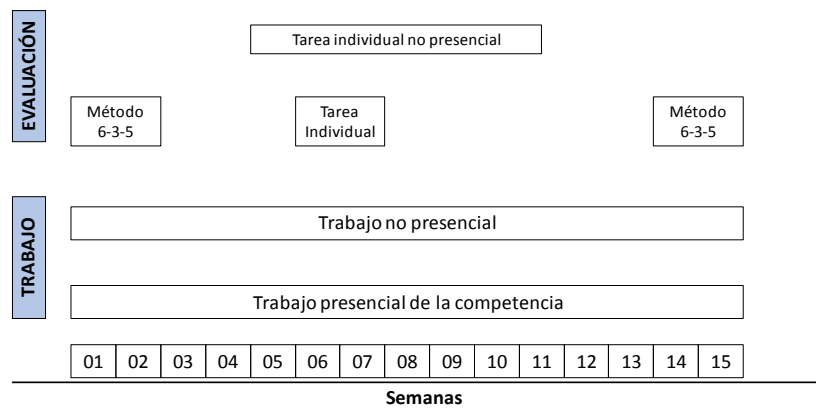 EVALUACIÓN
Tarea individual no presencial
Método
6-3-5
Tarea
Individual
Método
6-3-5
TRABAJO
Trabajo no presencial
Trabajo presencial de la competencia
01 02 03 04 05 06 07 08 09 10 11 12 13 14 15
Semanas